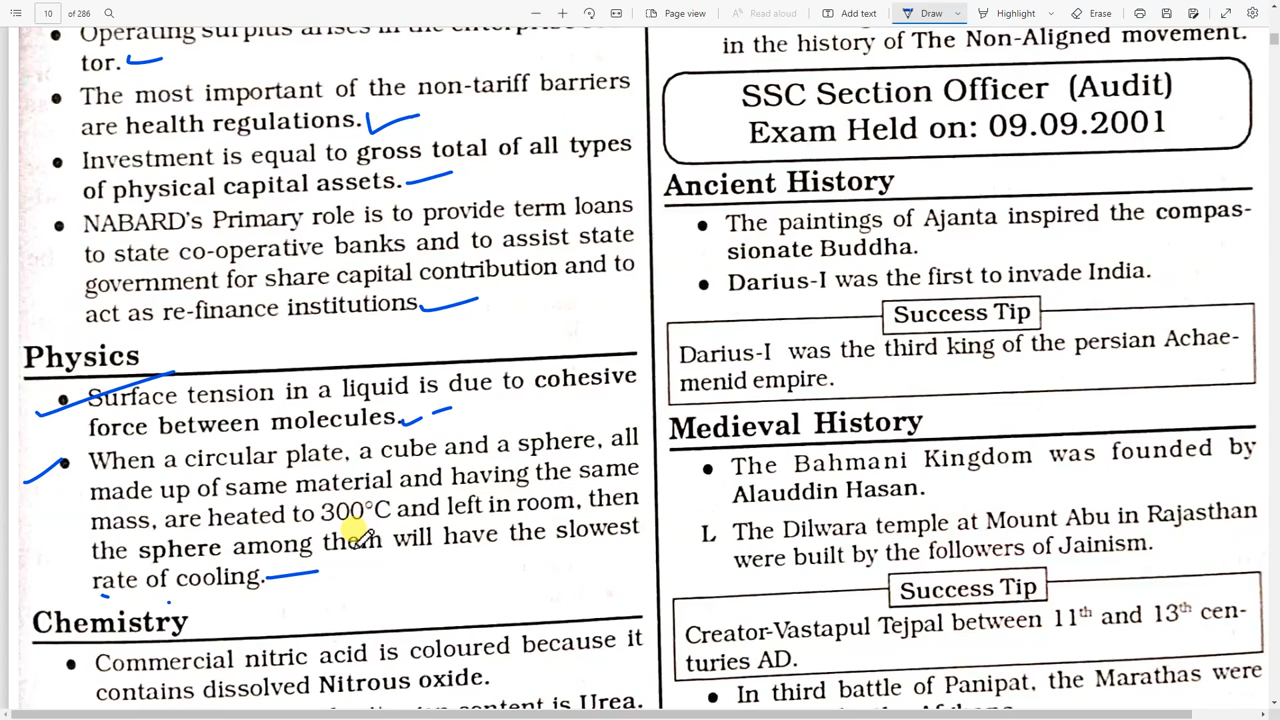 10 of 286
Page view
Read aloud
Add text
Draw
Highlight
Erase
Operating surplus arises in the enterprise
tor.
• The most important of the non-tariff barriers
are health regulations.
• Investment is equal to gross total of all types
of physical capital assets.
• NABARD's Primary role is to provide term loans
to state co-operative banks and to assist state
government for share capital contribution and to
act as re-finance institutions
Physics
• Surface tension in a liquid is due to cohesive
force between molecules.
• When a circular plate, a cube and a sphere, all
made up of same material and having the same
mass, are heated to 300°C and left in room, then
the sphere among them will have the slowest
rate of cooling.
Chemistry
• Commercial nitric acid is coloured because it
contains dissolved Nitrous oxide.
content is Urea.
in the history of The Non-Aligned movement.
SSC Section Officer (Audit)
Exam Held on: 09.09.2001
Ancient History
• The paintings of Ajanta inspired the compas-
sionate Buddha.
• Darius-I was the first to invade India.
Success Tip
Darius-I was the third king of the persian Achae-
menid empire.
Medieval History
• The Bahmani Kingdom was founded by
Alauddin Hasan.
L The Dilwara temple at Mount Abu in Rajasthan
were built by the followers of Jainism.
Success Tip
Creator-Vastapul Tejpal between 11th and 13th cen-
turies AD.
• In third battle of Panipat, the Marathas were